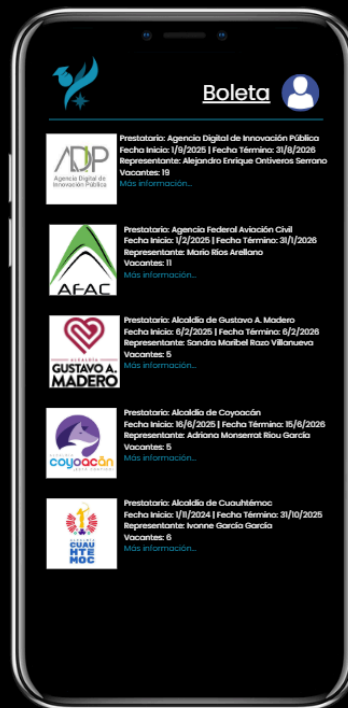 Boleta
ADIP
Agencia Digital de
Innovación Pública
Prestatario: Agencia Digital de Innovación Pública
Fecha Inicio: 1/9/2025 | Fecha Término: 31/8/2026
Representante: Alejandro Enrique Ontiveros Serrano
Vacantes: 19
Más información...
AFAC
Prestatario: Agencia Federal Aviación Civil
Fecha Inicio: 1/2/2025 | Fecha Término: 31/1/2026
Representante: Mario Ríos Arellano
Vacantes: 11
Más información...
ALCALDÍA
GUSTAVO A.
MADERO
Prestatario: Alcaldía de Gustavo A. Madero
Fecha Inicio: 6/2/2025 | Fecha Término: 6/2/2026
Representante: Sandra Maribel Razo Villanueva
Vacantes: 5
Más información...
ALCALDÍA
coyoacán
Prestatario: Alcaldía de Coyoacán
Fecha Inicio: 16/6/2025 | Fecha Término: 15/6/2026
Representante: Adriana Monserrat Riou García
Vacantes: 5
Más información...
ALCALDÍA
CUAU
HTE
MOC
Prestatario: Alcaldía de Cuauhtémoc
Fecha Inicio: 1/11/2024 | Fecha Término: 31/10/2025
Representante: Ivonne García García
Vacantes: 6
Más información...